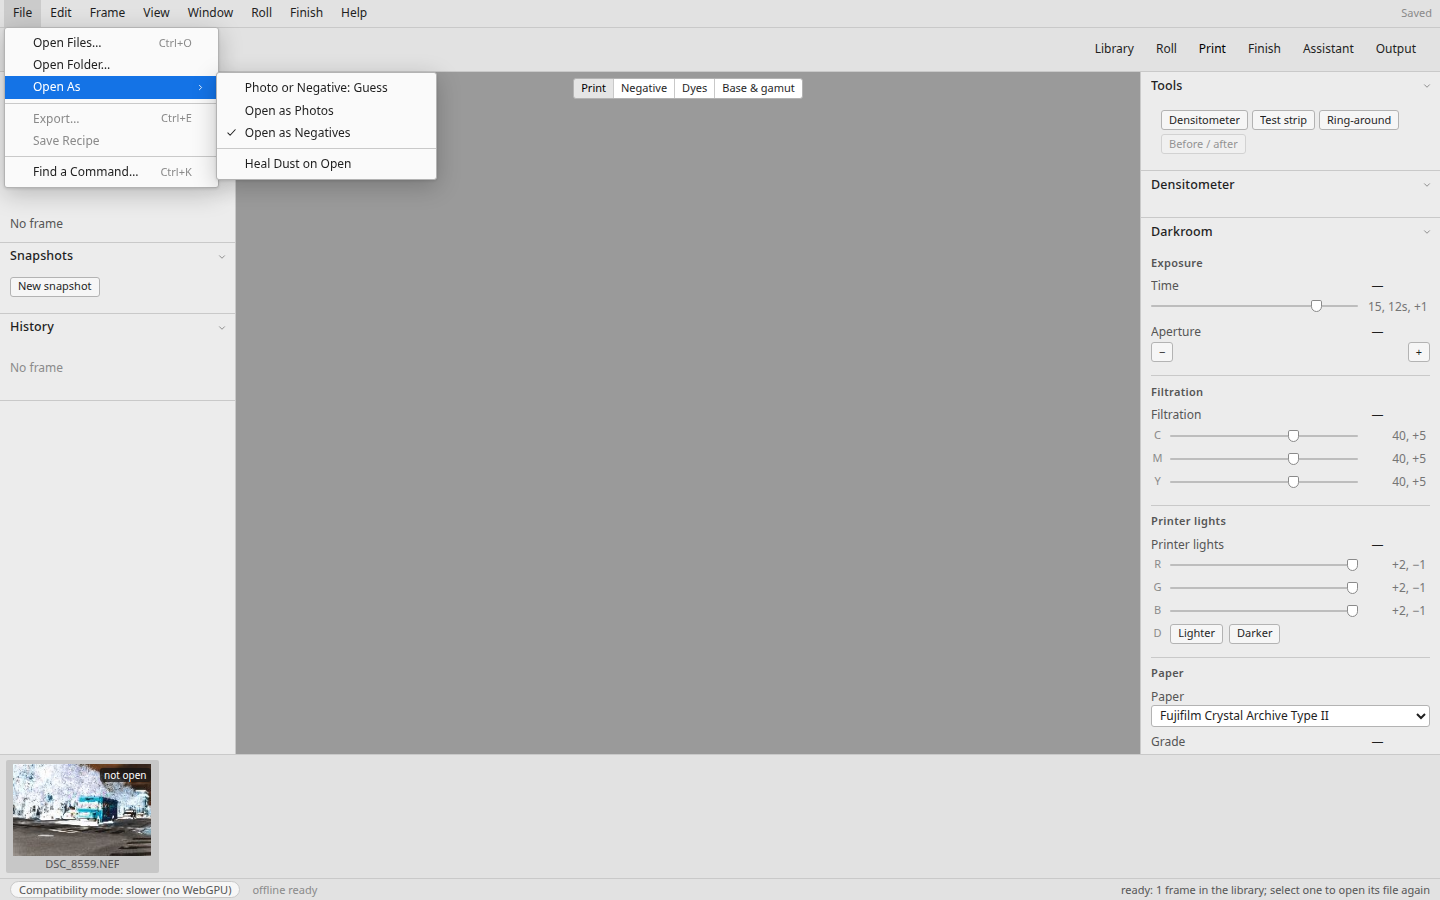 File Edit Frame View Window Roll Finish Help Saved
Library Roll Print Finish Assistant Output
Open Files... Ctrl+O
Open Folder...
Open As
Export... Ctrl+E
Save Recipe
Find a Command... Ctrl+K
Photo or Negative: Guess
Open as Photos
Open as Negatives
Heal Dust on Open
No frame
Snapshots
New snapshot
History
No frame
Print Negative Dyes Base & gamut
Tools
Densitometer Test strip Ring-around
Before / after
Densitometer
Darkroom
Exposure
Time —
15, 12s, +1
Aperture —
− +
Filtration
Filtration —
C 40, +5
M 40, +5
Y 40, +5
Printer lights
Printer lights —
R +2, −1
G +2, −1
B +2, −1
D Lighter Darker
Paper
Paper
Fujifilm Crystal Archive Type II
Grade —
not open
DSC_8559.NEF
Compatibility mode: slower (no WebGPU) offline ready ready: 1 frame in the library; select one to open its file again